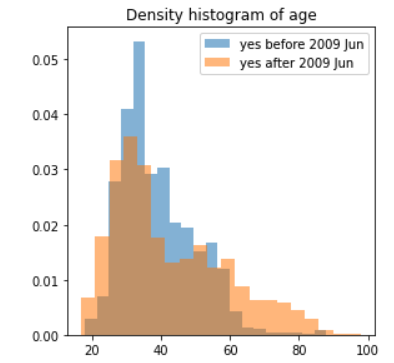 Density histogram of age
yes before 2009 Jun
yes after 2009 Jun
0.05
0.04
0.03
0.02
0.01
0.00
20 40 60 80 100